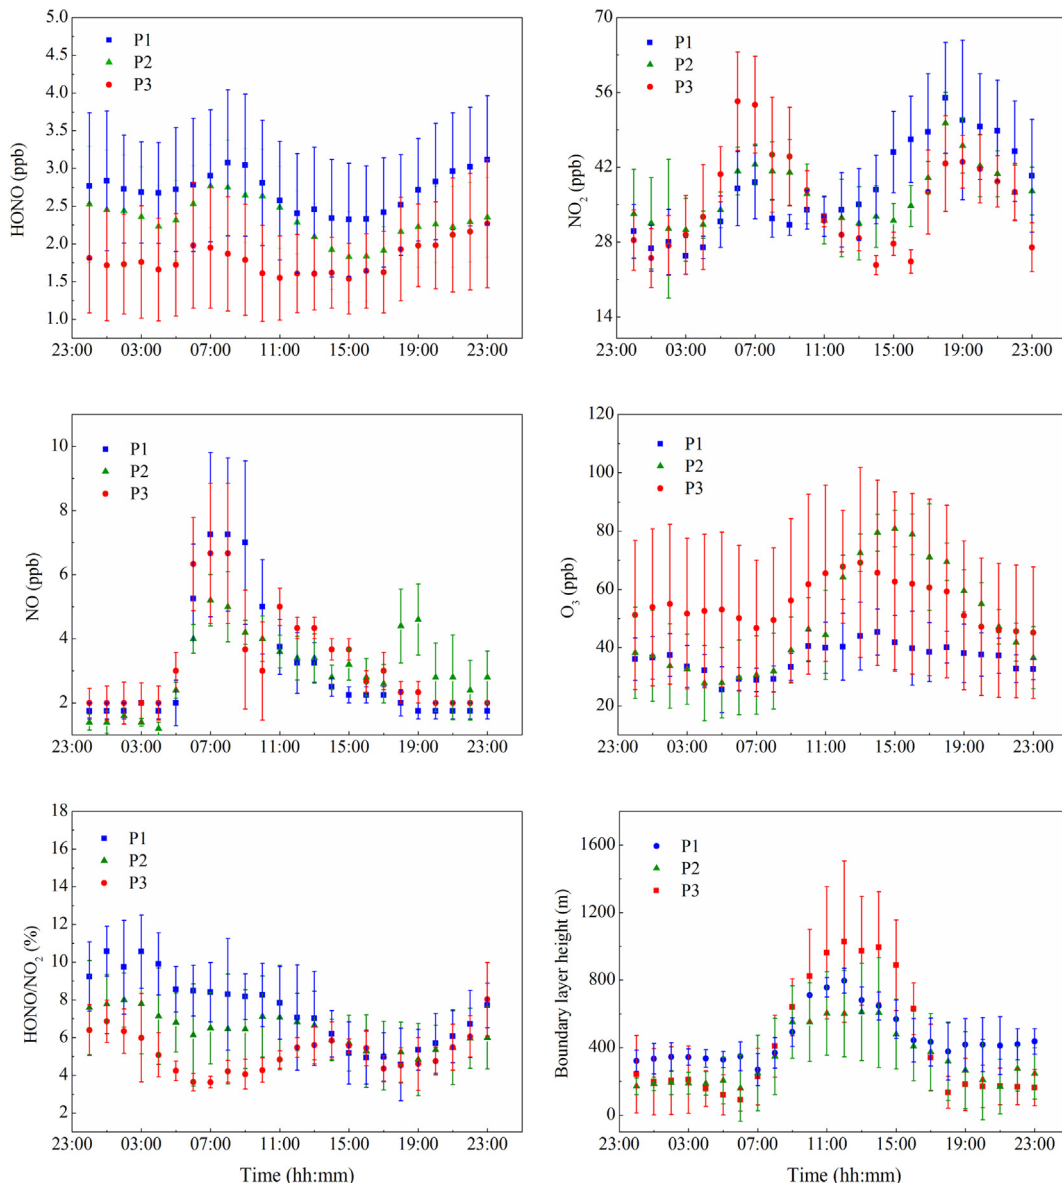 HONO (ppb)
5.0
4.5
4.0
3.5
3.0
2.5
2.0
1.5
1.0
P1
P2
P3
23:00 03:00 07:00 11:00 15:00 19:00 23:00
NO2 (ppb)
70
56
42
28
14
P1
P2
P3
23:00 03:00 07:00 11:00 15:00 19:00 23:00
NO (ppb)
10
8
6
4
2
P1
P2
P3
23:00 03:00 07:00 11:00 15:00 19:00 23:00
O3 (ppb)
120
100
80
60
40
20
P1
P2
P3
23:00 03:00 07:00 11:00 15:00 19:00 23:00
HONO/NO2 (%)
18
16
14
12
10
8
6
4
2
P1
P2
P3
23:00 03:00 07:00 11:00 15:00 19:00 23:00
Time (hh:mm)
Boundary layer height (m)
1600
1200
800
400
0
P1
P2
P3
23:00 03:00 07:00 11:00 15:00 19:00 23:00
Time (hh:mm)